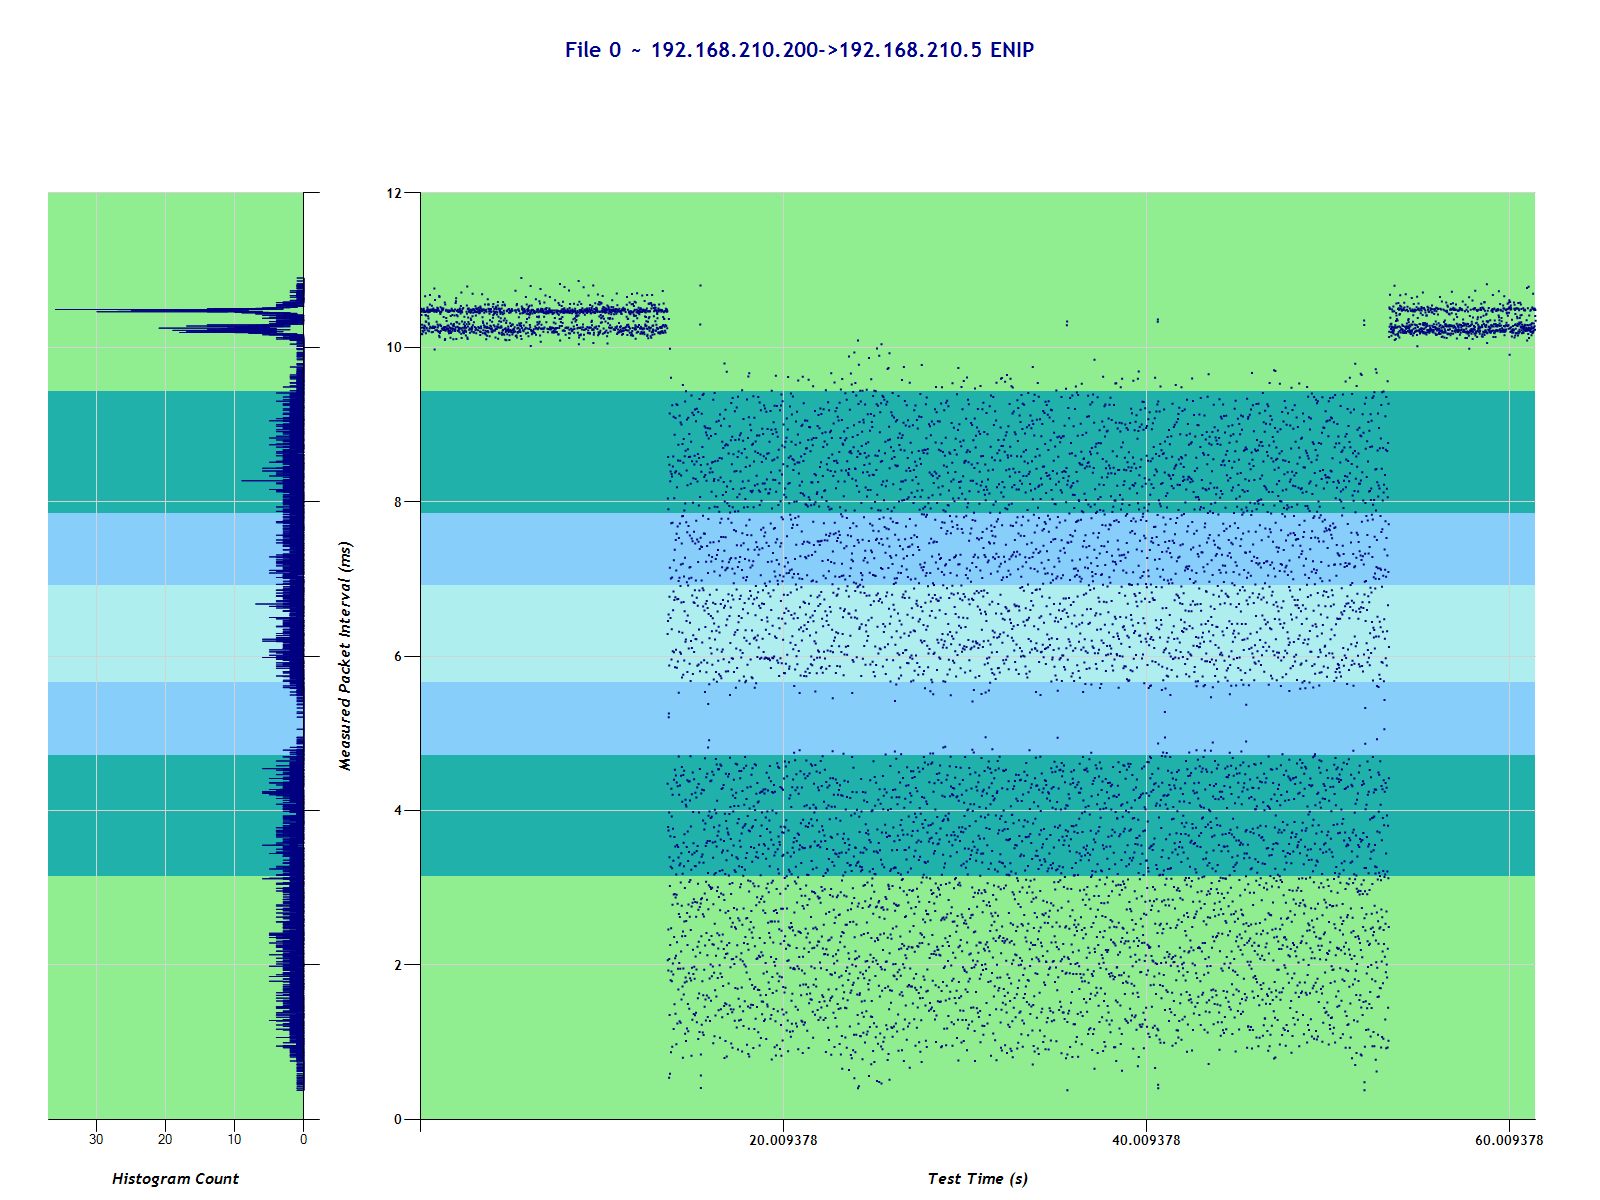 File 0 ~ 192.168.210.200->192.168.210.5 ENIP
12
10
8
6
4
2
0
Measured Packet Interval (ms)
30 20 10 0
20.009378 40.009378 60.009378
Histogram Count
Test Time (s)